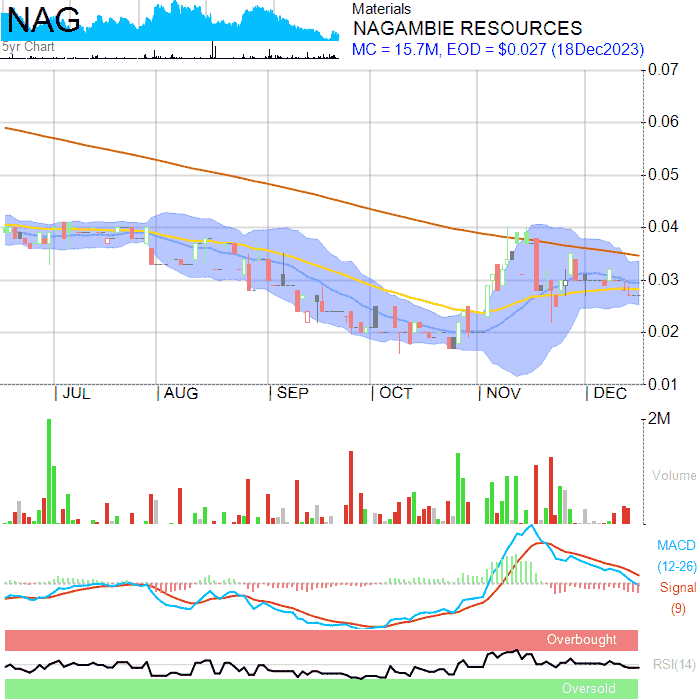 NAG
5yr Chart
Materials
NAGAMBIE RESOURCES
MC = 15.7M, EOD = $0.027 (18Dec2023)
0.07
0.06
0.05
0.04
0.03
0.02
0.01
JUL AUG SEP OCT NOV DEC
2M
Volume
MACD
(12-26)
Signal
(9)
Overbought
RSI(14)
Oversold